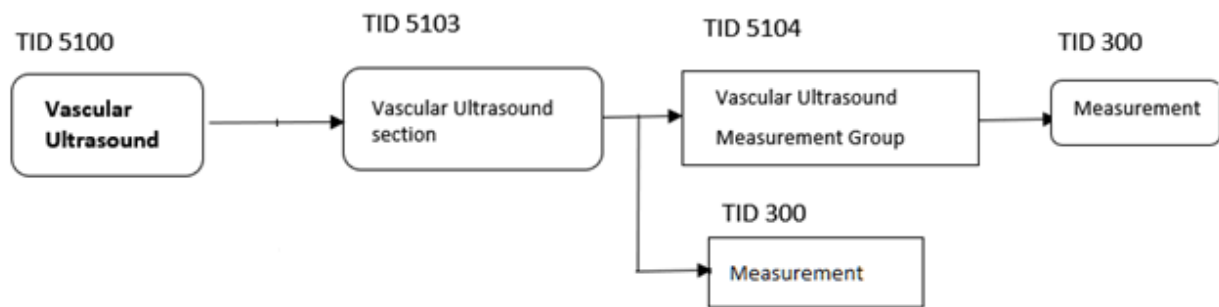 TID 5100
TID 5103
TID 5104
TID 300
Vascular
Ultrasound
Vascular Ultrasound
section
Vascular Ultrasound
Measurement Group
Measurement
TID 300
Measurement